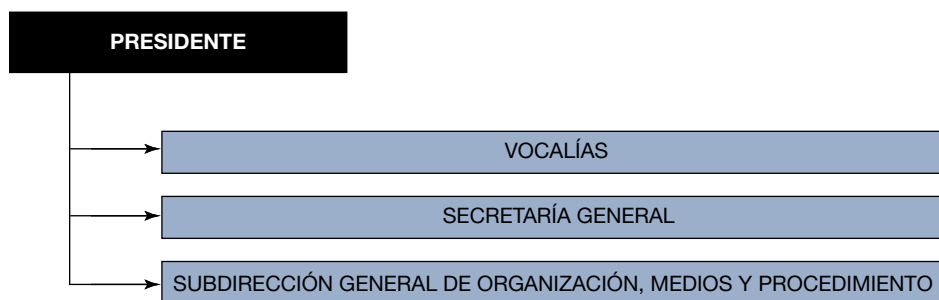 PRESIDENTE
VOCALÍAS
SECRETARÍA GENERAL
SUBDIRECCIÓN GENERAL DE ORGANIZACIÓN, MEDIOS Y PROCEDIMIENTO